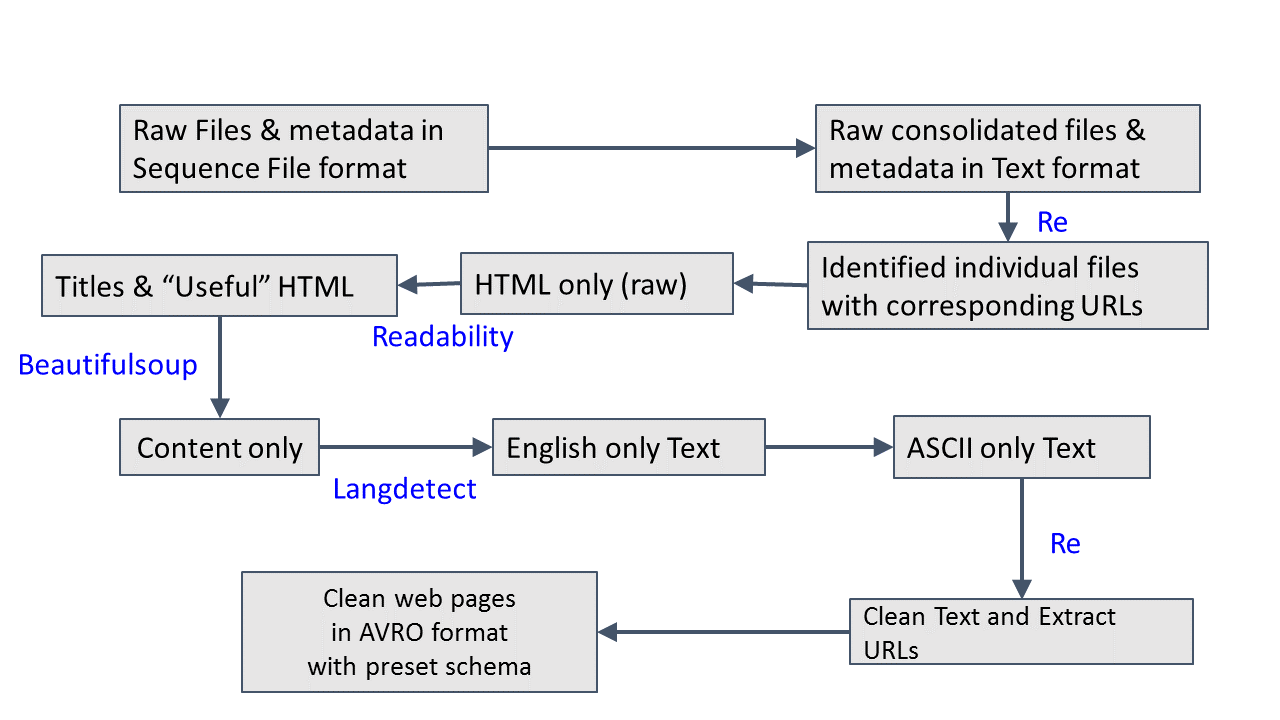 Raw Files & metadata in
Sequence File format
Raw consolidated files &
metadata in Text format
Re
Identified individual files
with corresponding URLs
HTML only (raw)
Readability
Titles & “Useful” HTML
Beautifulsoup
Content only
Langdetect
English only Text
ASCII only Text
Re
Clean Text and Extract
URLs
Clean web pages
in AVRO format
with preset schema